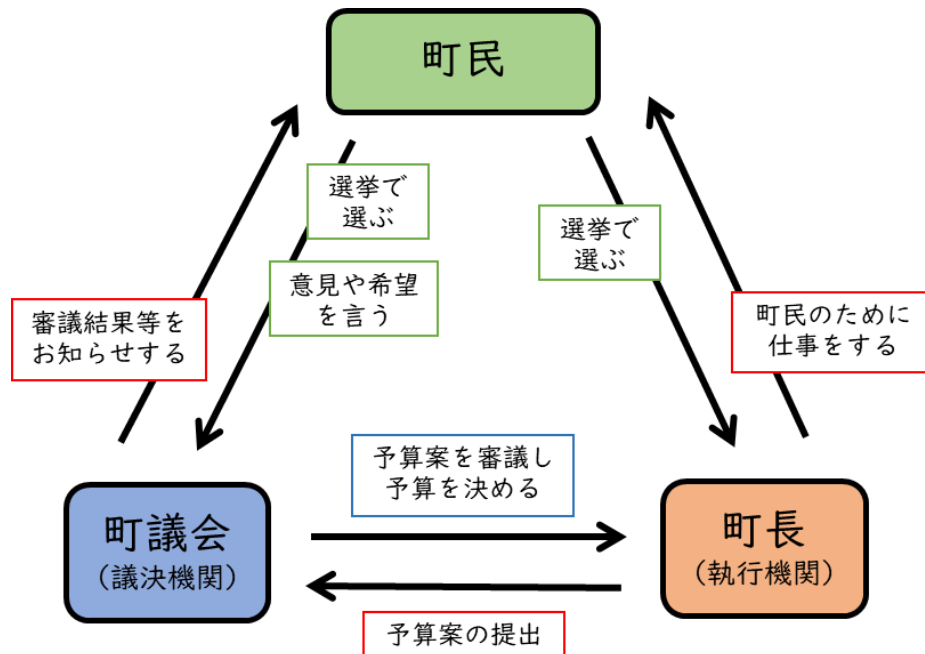 町民
選挙で
選ぶ
選挙で
選ぶ
意見や希望
を言う
審議結果等を
お知らせする
町民のために
仕事をする
予算案を審議し
予算を決める
町議会
（議決機関）
町長
（執行機関）
予算案の提出